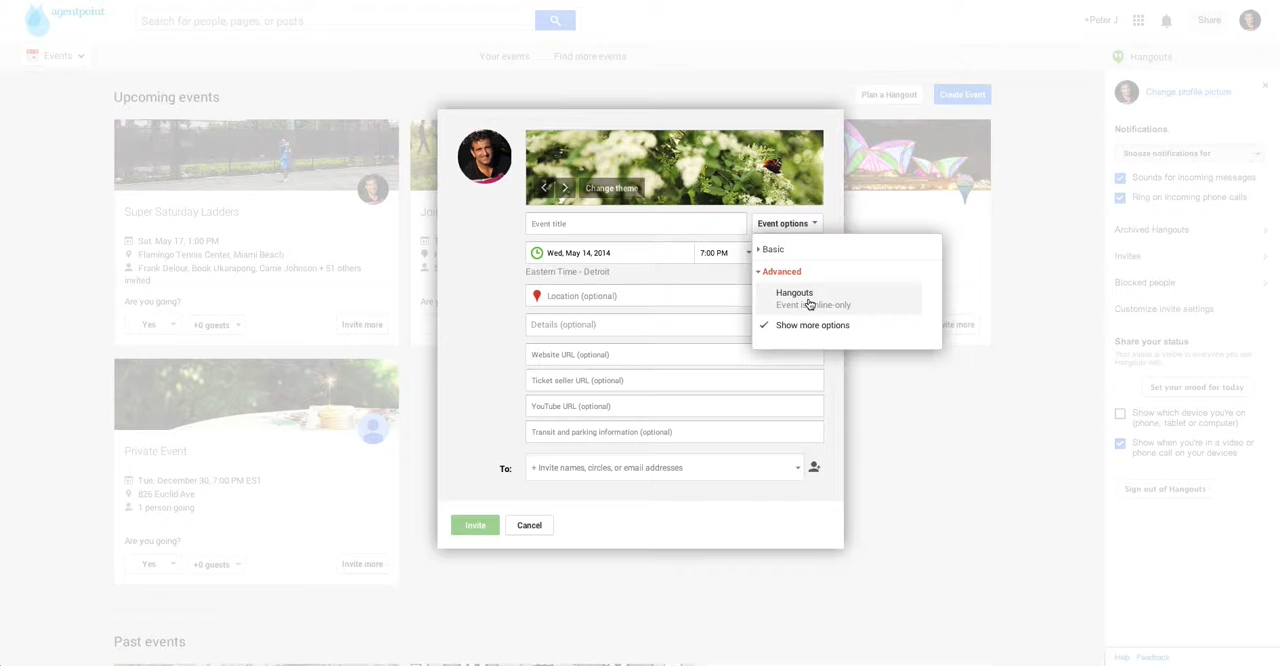 agentpoint
Search for people, pages, or posts
+Peter J
Share
Events
Your events
Find more events
Hangouts
Upcoming events
Plan a Hangout
Create Event
Change profile picture
Notifications
Snooze notifications for
Sounds for incoming messages
Ring on incoming phone calls
Archived Hangouts
Invites
Blocked people
Customize invite settings
Share your status
Your status is visible to everyone you can
Hangouts with.
Set your mood for today
Show which device you're on
(phone, tablet or computer)
Show when you're in a video or
phone call on your devices
Sign out of Hangouts
Super Saturday Ladders
Sat. May 17, 1:00 PM
Flamingo Tennis Center, Miami Beach
Frank Delour, Book Ukarapong, Carrie Johnson + 51 others
invited
Are you going?
Yes
+0 guests
Invite more
Private Event
Tue, December 30, 7:00 PM EST
826 Euclid Ave
1 person going
Are you going?
Yes
+0 guests
Invite more
Change theme
Event title
Event options
Wed, May 14, 2014
7:00 PM
Eastern Time - Detroit
Location (optional)
Details (optional)
Website URL (optional)
Ticket seller URL (optional)
YouTube URL (optional)
Transit and parking information (optional)
To:
+ Invite names, circles, or email addresses
Invite
Cancel
Basic
Advanced
Hangouts
Event is online-only
Show more options
Past events
Help
Feedback